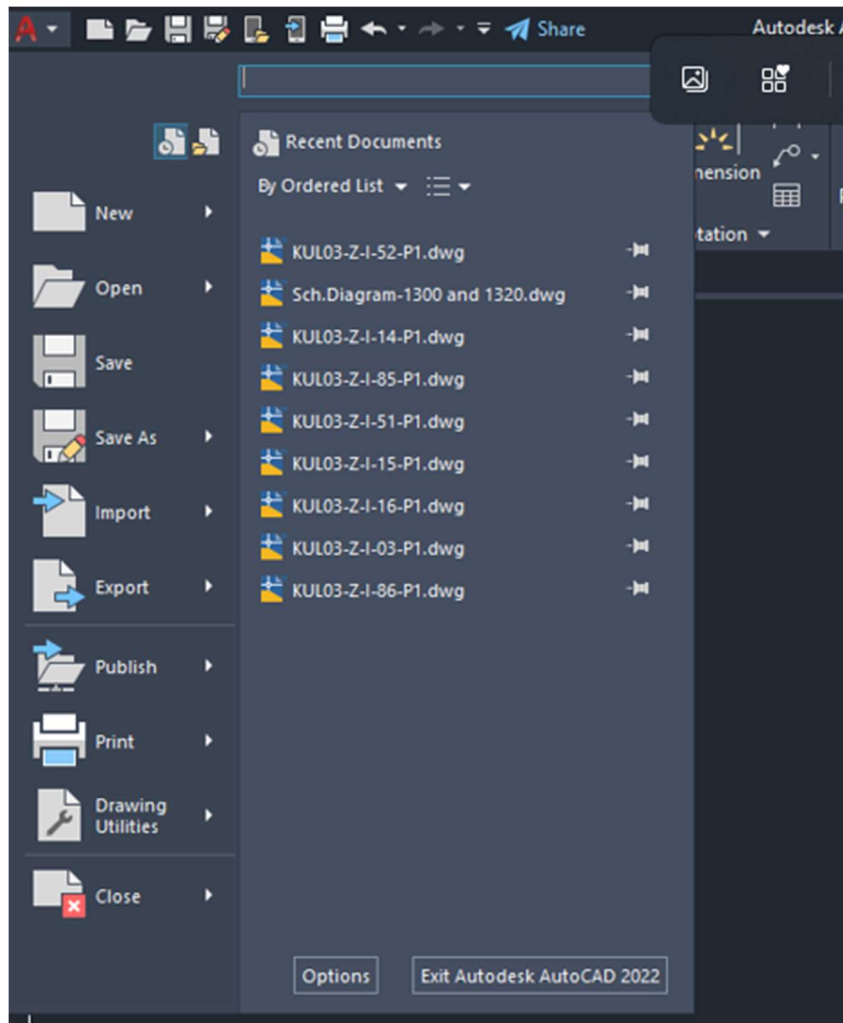 Share
Autodesk A
Recent Documents
By Ordered List
New
Open
Save
Save As
Import
Export
Publish
Print
Drawing
Utilities
Close
KUL03-Z-I-52-P1.dwg
Sch.Diagram-1300 and 1320.dwg
KUL03-Z-I-14-P1.dwg
KUL03-Z-I-85-P1.dwg
KUL03-Z-I-51-P1.dwg
KUL03-Z-I-15-P1.dwg
KUL03-Z-I-16-P1.dwg
KUL03-Z-I-03-P1.dwg
KUL03-Z-I-86-P1.dwg
Options
Exit Autodesk AutoCAD 2022
nension
tation